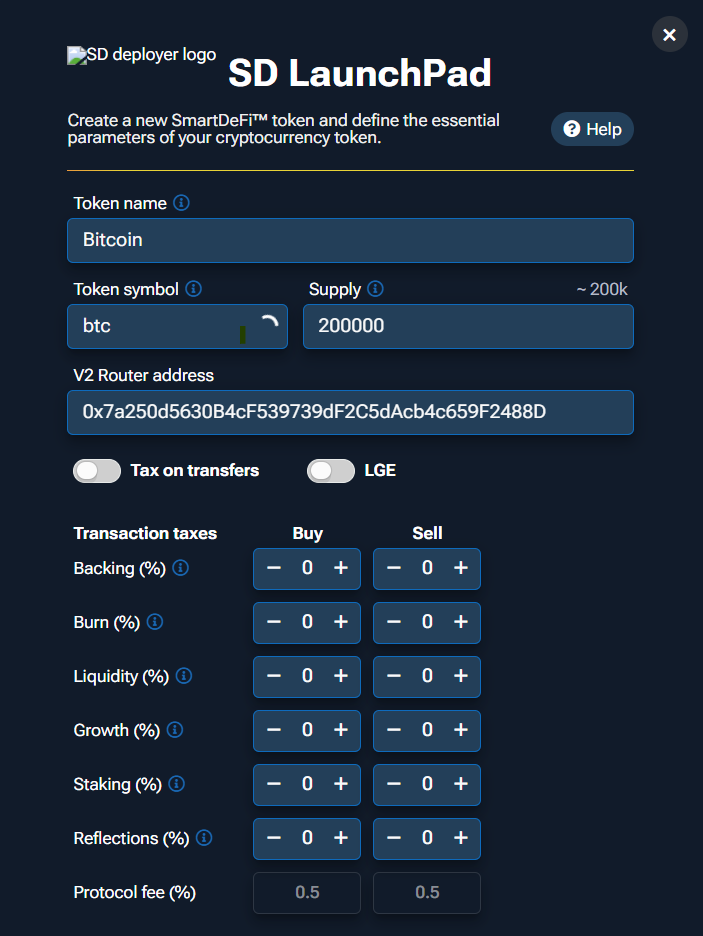 SD deployer logo
SD LaunchPad
Create a new SmartDeFi™ token and define the essential
parameters of your cryptocurrency token.
Help
Token name
Bitcoin
Token symbol
Supply
~ 200k
btc
200000
V2 Router address
0x7a250d5630B4cF539739dF2C5dAcb4c659F2488D
Tax on transfers
LGE
Transaction taxes Buy Sell
Backing (%) − 0 + − 0 +
Burn (%) − 0 + − 0 +
Liquidity (%) − 0 + − 0 +
Growth (%) − 0 + − 0 +
Staking (%) − 0 + − 0 +
Reflections (%) − 0 + − 0 +
Protocol fee (%) 0.5 0.5